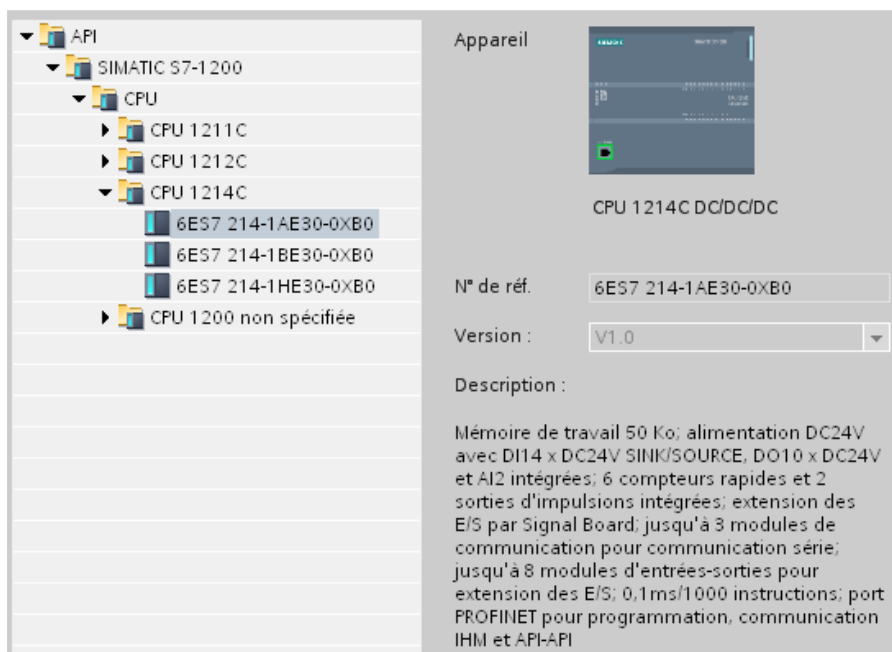 API
SIMATIC S7-1200
CPU
CPU 1211C
CPU 1212C
CPU 1214C
6ES7 214-1AE30-0XB0
6ES7 214-1BE30-0XB0
6ES7 214-1HE30-0XB0
CPU 1200 non spécifiée
Appareil
SIEMENS
CPU 1214C DC/DC/DC
N° de réf.
6ES7 214-1AE30-0XB0
Version :
V1.0
Description :
Mémoire de travail 50 Ko; alimentation DC24V
avec DI14 x DC24V SINK/SOURCE, DO10 x DC24V
et AI2 intégrées; 6 compteurs rapides et 2
sorties d'impulsions intégrées; extension des
E/S par Signal Board; jusqu'à 3 modules de
communication pour communication série;
jusqu'à 8 modules d'entrées-sorties pour
extension des E/S; 0,1ms/1000 instructions; port
PROFINET pour programmation, communication
IHM et API-API